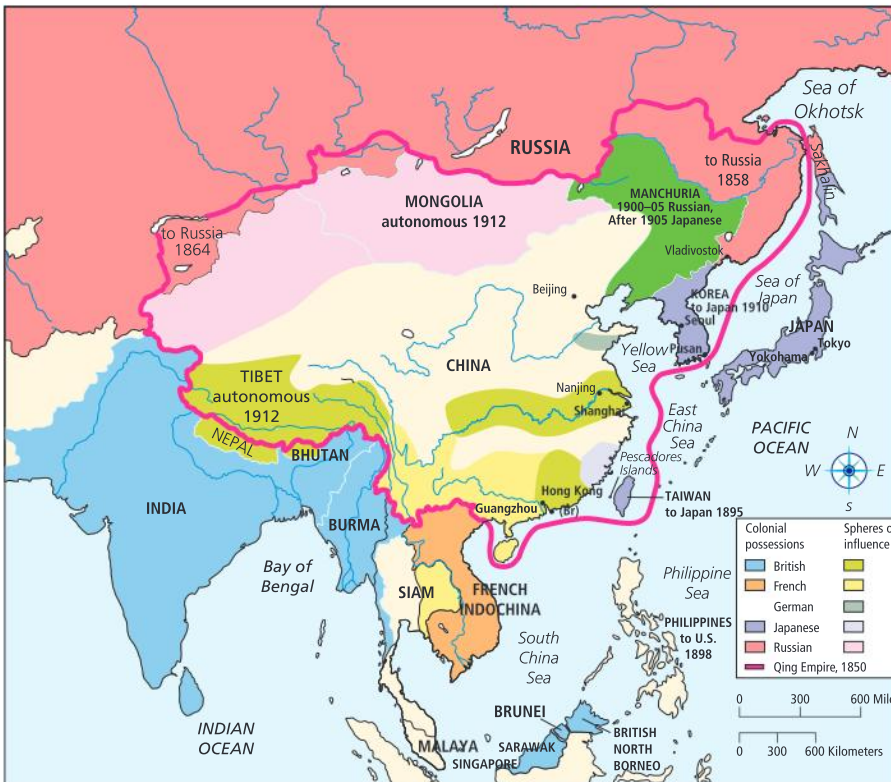 Sea of
Okhotsk
RUSSIA
to Russia
1858
Sakhalin
MONGOLIA
autonomous 1912
MANCHURIA
1900–05 Russian,
After 1905 Japanese
to Russia
1864
Vladivostok
Beijing
KOREA
to Japan 1910
Seoul
Sea of
Japan
JAPAN
Tokyo
Yokohama
Pusan
Yellow
Sea
CHINA
TIBET
autonomous
1912
Nanjing
Shanghai
East
China
Sea
PACIFIC
OCEAN
NEPAL
BHUTAN
Pescadores
Islands
N
W
E
S
INDIA
BURMA
Guangzhou
Hong Kong
(Br)
TAIWAN
to Japan 1895
Bay of
Bengal
SIAM
FRENCH
INDOCHINA
Philippine
Sea
PHILIPPINES
to U.S.
1898
South
China
Sea
INDIAN
OCEAN
BRUNEI
MALAYA
SINGAPORE
SARAWAK
BRITISH
NORTH
BORNEO
Colonial
possessions
Spheres o
influence
British
French
German
Japanese
Russian
Qing Empire, 1850
0 300 600 Mile
0 300 600 Kilometers